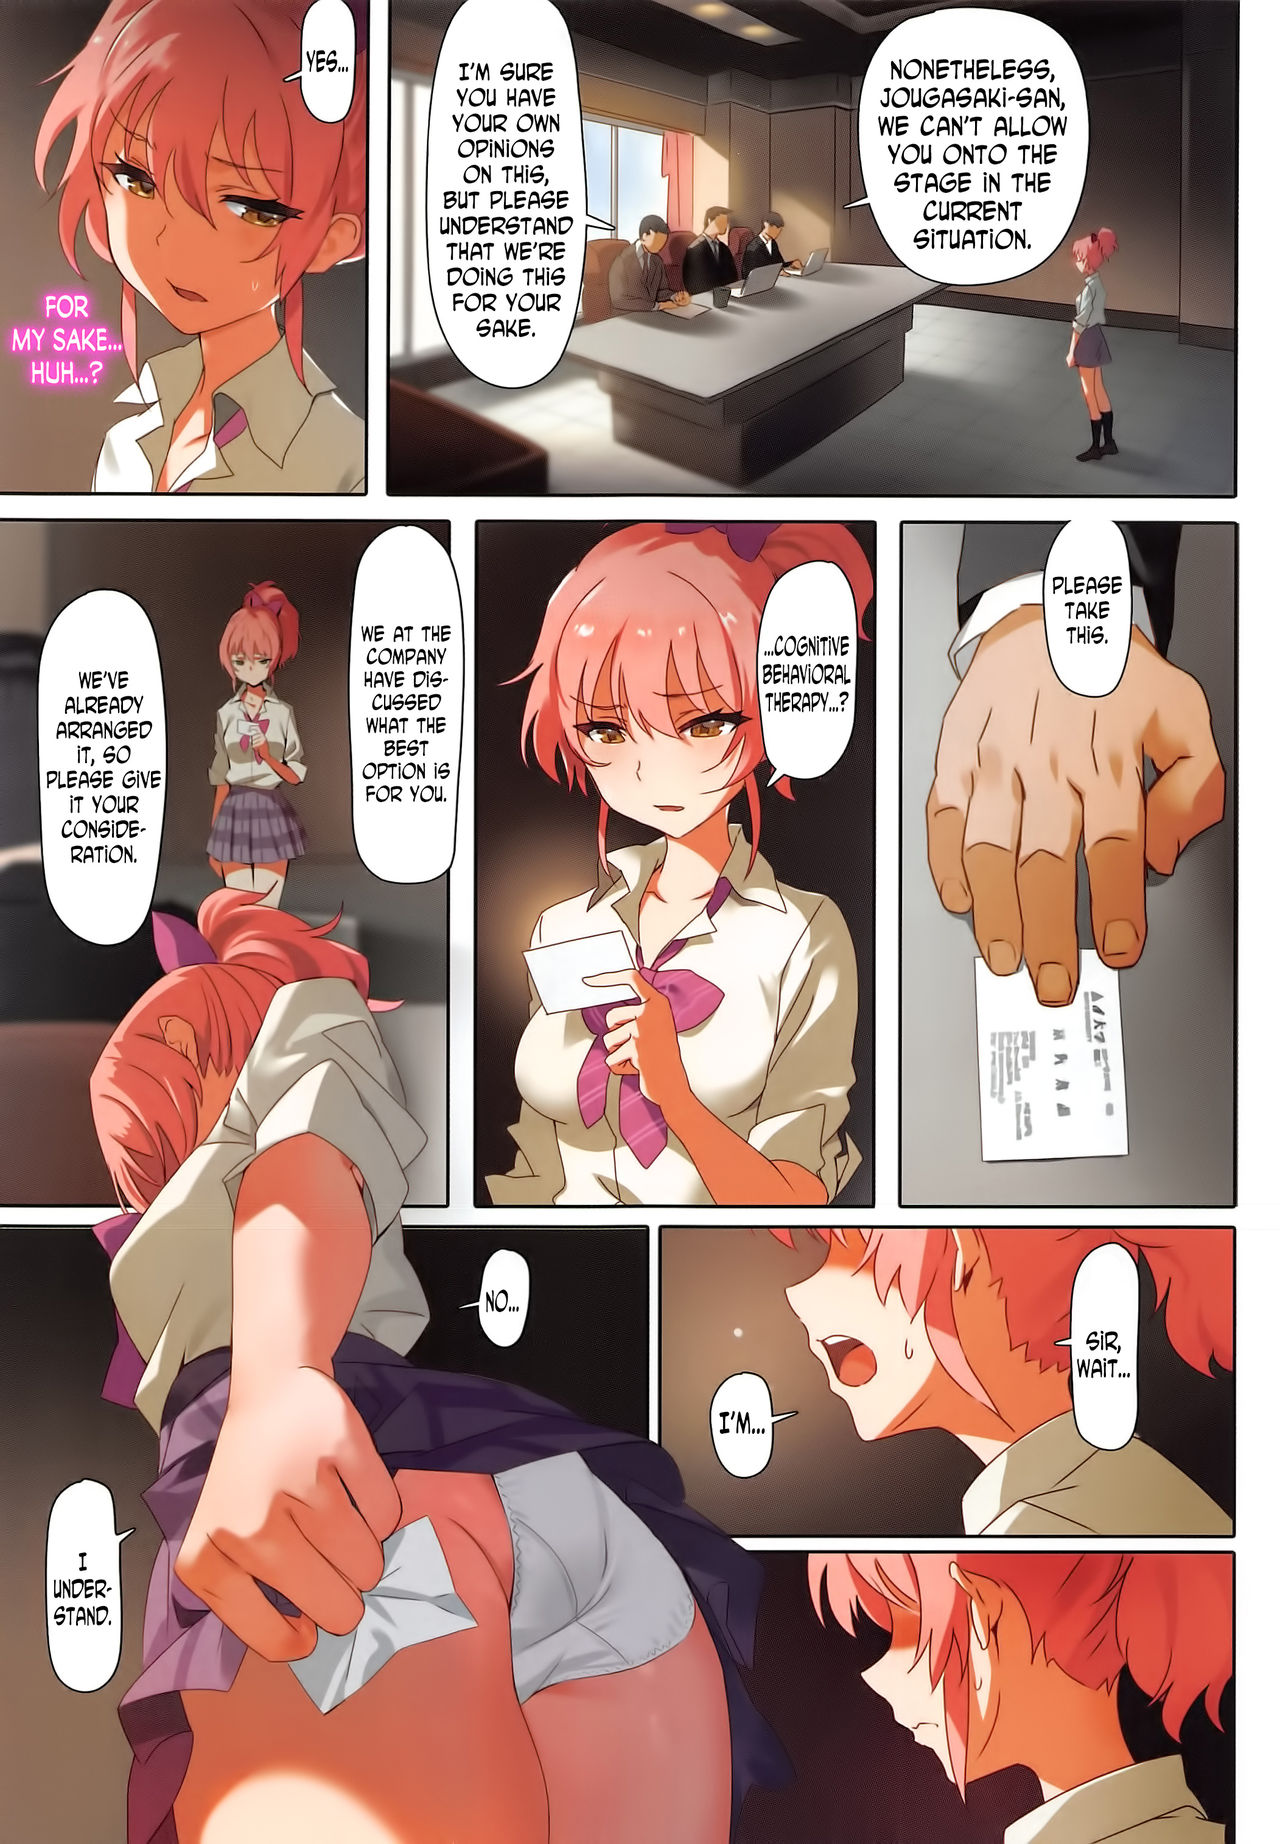 NONETHELESS,
JOUGASAKI-SAN,
WE CAN'T ALLOW
YOU ONTO THE
STAGE IN THE
CURRENT
SITUATION.
I'M SURE
YOU HAVE
YOUR OWN
OPINIONS
ON THIS,
BUT PLEASE
UNDERSTAND
THAT WE'RE
DOING THIS
FOR YOUR
SAKE.
YES...
FOR
MY SAKE...
HUH...?
PLEASE
TAKE
THIS.
...COGNITIVE
BEHAVIORAL
THERAPY...?
WE AT THE
COMPANY
HAVE DIS-
CUSSED
WHAT THE
BEST
OPTION IS
FOR YOU.
WE'VE
ALREADY
ARRANGED
IT, SO
PLEASE GIVE
IT YOUR
CONSIDE-
RATION.
SIR,
WAIT...
I'M...
NO...
I
UNDER-
STAND.